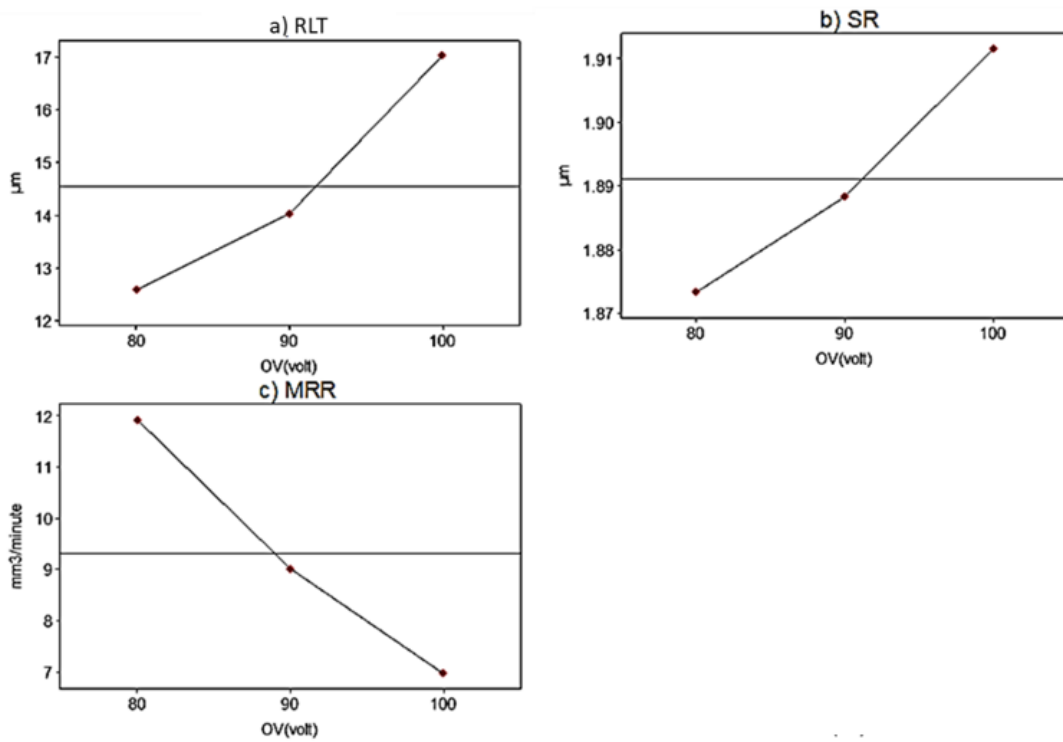 a) RLT
17
16
15
14
13
12
µm
80 90 100
OV(volt)
b) SR
1.91
1.90
1.89
1.88
1.87
µm
80 90 100
OV(volt)
c) MRR
12
11
10
9
8
7
mm3/minute
80 90 100
OV(volt)